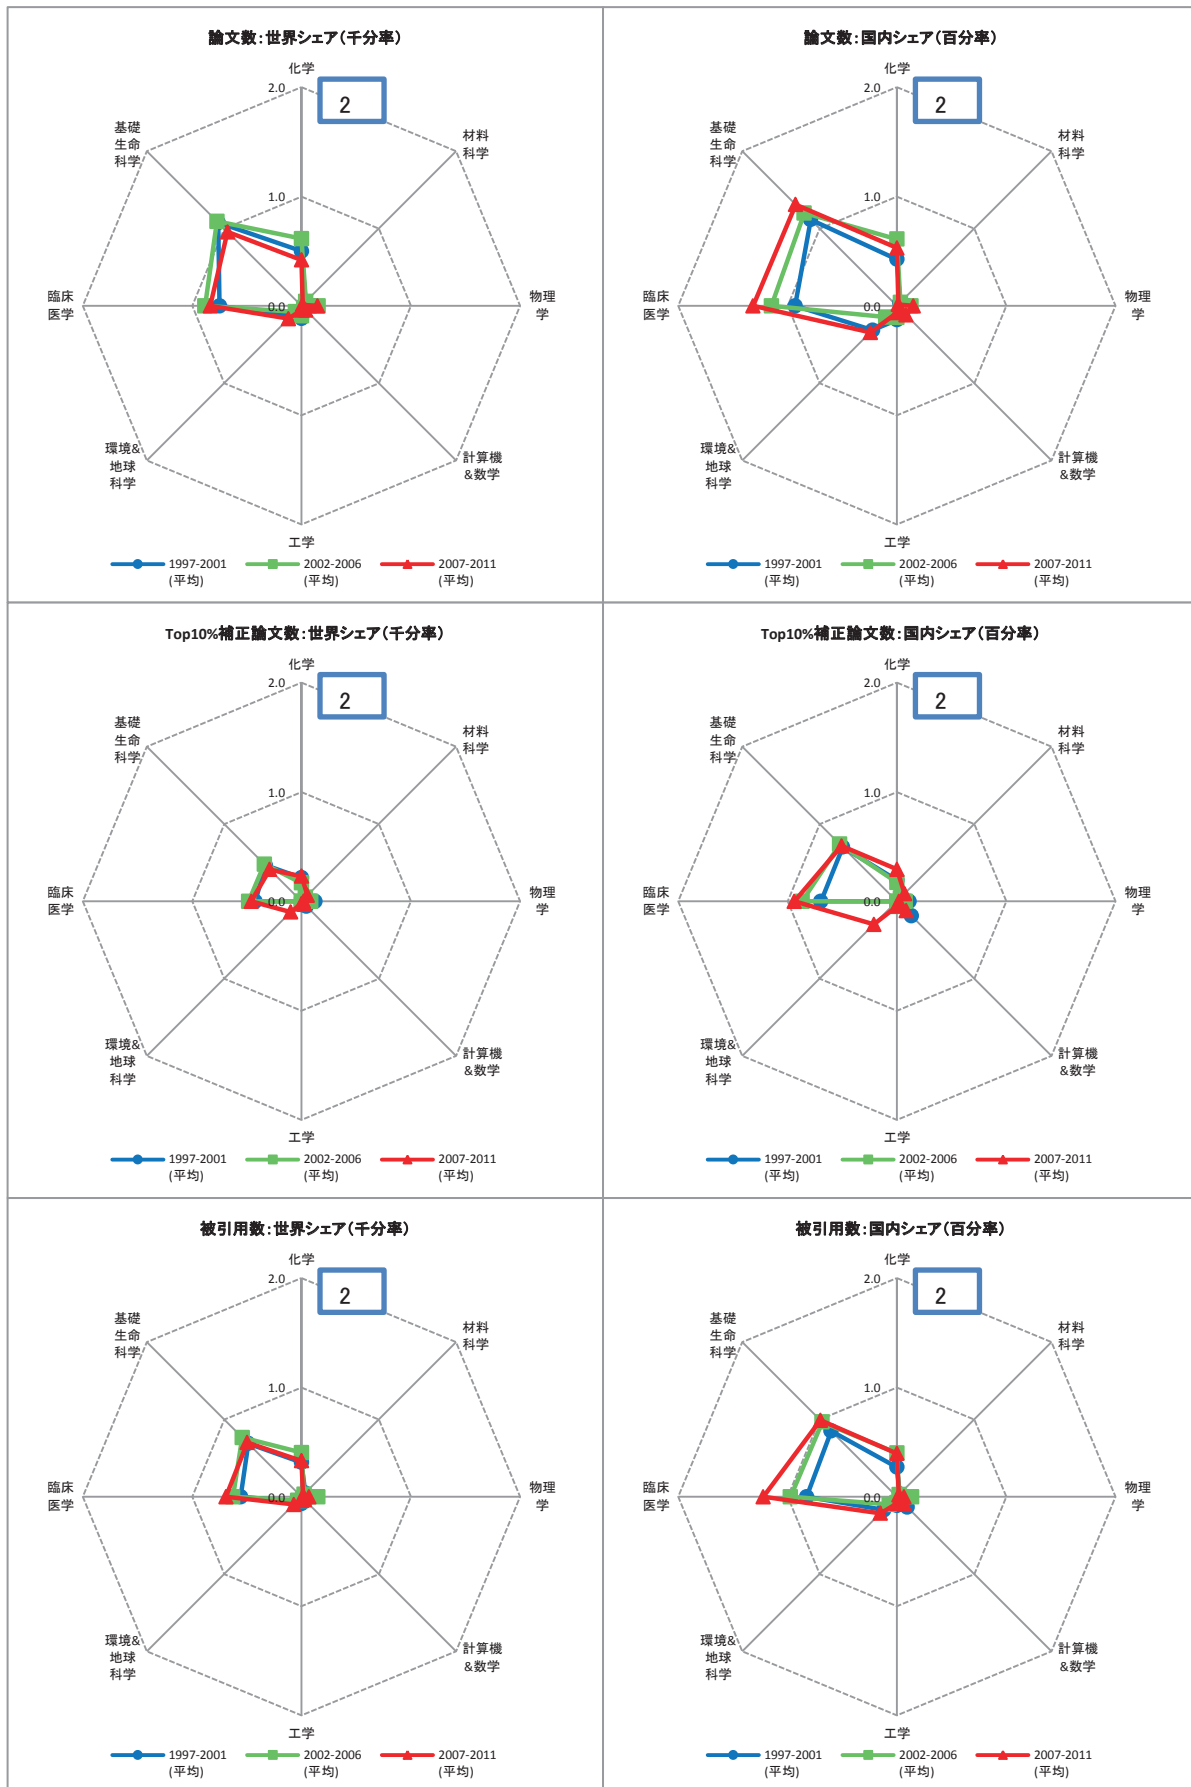 論文数：世界シェア（千分率）
化学
2.0
2
基礎
生命
科学
材料
科学
1.0
臨床
医学
0.0
物理
学
環境&
地球
科学
計算機
&数学
工学
1997-2001
(平均)
2002-2006
(平均)
2007-2011
(平均)
論文数：国内シェア（百分率）
化学
2.0
2
基礎
生命
科学
材料
科学
1.0
臨床
医学
0.0
物理
学
環境&
地球
科学
計算機
&数学
工学
1997-2001
(平均)
2002-2006
(平均)
2007-2011
(平均)
Top10%補正論文数：世界シェア（千分率）
化学
2.0
2
基礎
生命
科学
材料
科学
1.0
臨床
医学
0.0
物理
学
環境&
地球
科学
計算機
&数学
工学
1997-2001
(平均)
2002-2006
(平均)
2007-2011
(平均)
Top10%補正論文数：国内シェア（百分率）
化学
2.0
2
基礎
生命
科学
材料
科学
1.0
臨床
医学
0.0
物理
学
環境&
地球
科学
計算機
&数学
工学
1997-2001
(平均)
2002-2006
(平均)
2007-2011
(平均)
被引用数：世界シェア（千分率）
化学
2.0
2
基礎
生命
科学
材料
科学
1.0
臨床
医学
0.0
物理
学
環境&
地球
科学
計算機
&数学
工学
1997-2001
(平均)
2002-2006
(平均)
2007-2011
(平均)
被引用数：国内シェア（百分率）
化学
2.0
2
基礎
生命
科学
材料
科学
1.0
臨床
医学
0.0
物理
学
環境&
地球
科学
計算機
&数学
工学
1997-2001
(平均)
2002-2006
(平均)
2007-2011
(平均)